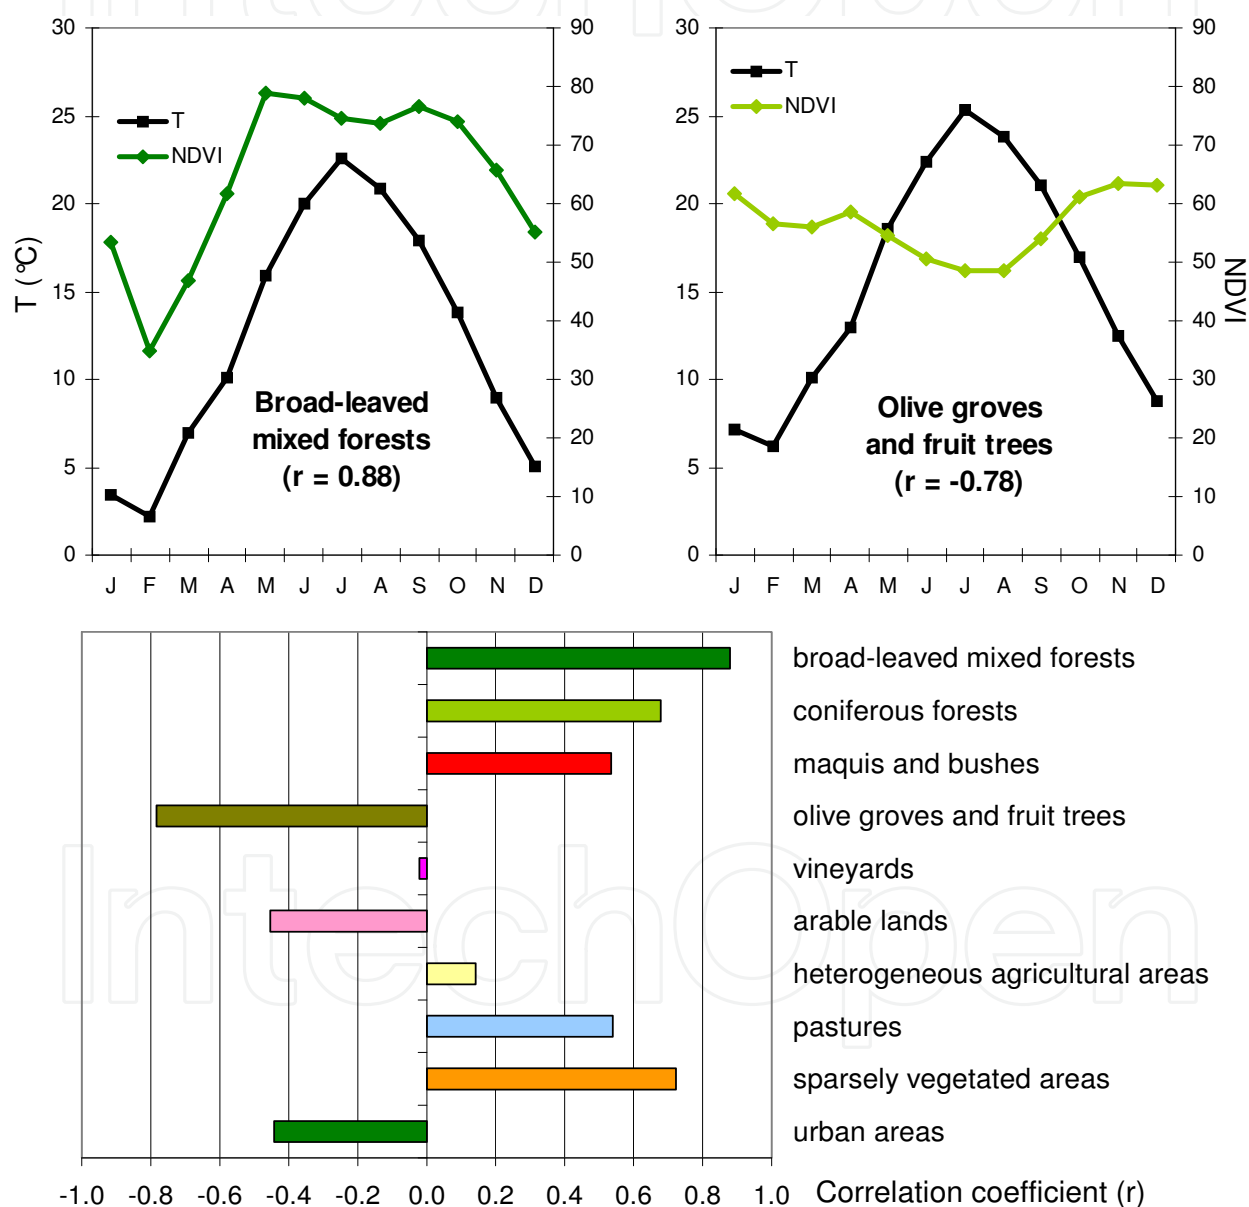 30
25
20
15
10
5
0
T (°C)
90
80
70
60
50
40
30
20
10
0
T
NDVI
Broad-leaved
mixed forests
(r = 0.88)
J F M A M J J A S O N D
30
25
20
15
10
5
0
90
80
70
60
50
40
30
20
10
0
NDVI
T
NDVI
Olive groves
and fruit trees
(r = -0.78)
J F M A M J J A S O N D
broad-leaved mixed forests
coniferous forests
maquis and bushes
olive groves and fruit trees
vineyards
arable lands
heterogeneous agricultural areas
pastures
sparsely vegetated areas
urban areas
-1.0 -0.8 -0.6 -0.4 -0.2 0.0 0.2 0.4 0.6 0.8 1.0 Correlation coefficient (r)
IntechOpen